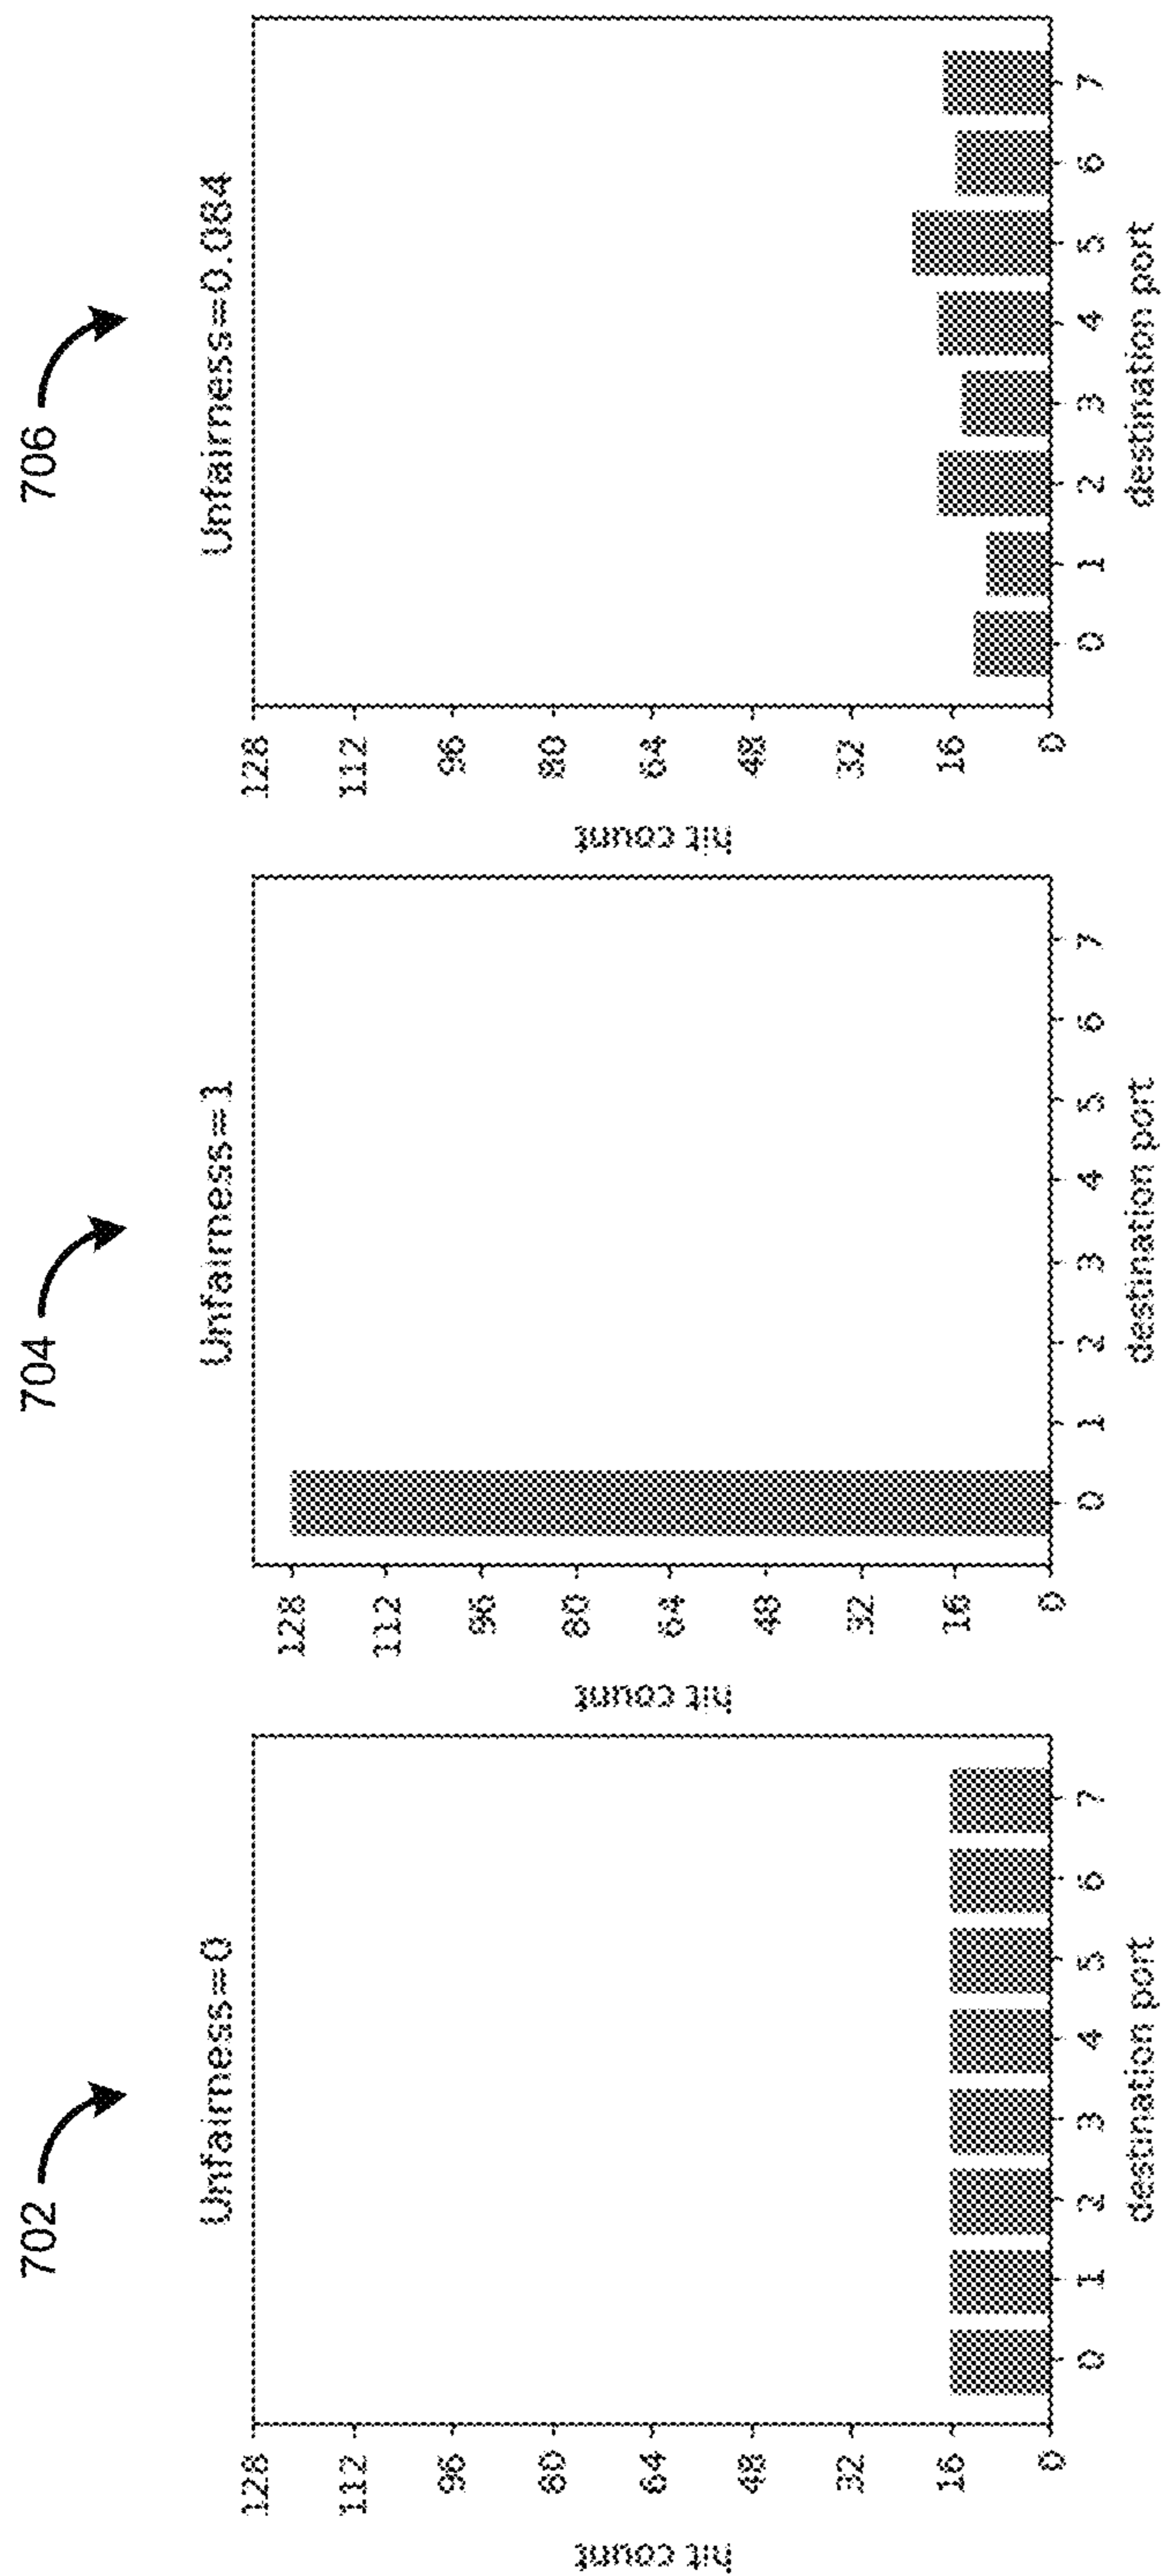 702
Unfairness=0
hit count
128
112
96
80
64
48
32
16
0
0 1 2 3 4 5 6 7
destination port
704
Unfairness=1
hit count
128
112
96
80
64
48
32
16
0
0 1 2 3 4 5 6 7
destination port
706
Unfairness=0.084
hit count
128
112
96
80
64
48
32
16
0
0 1 2 3 4 5 6 7
destination port